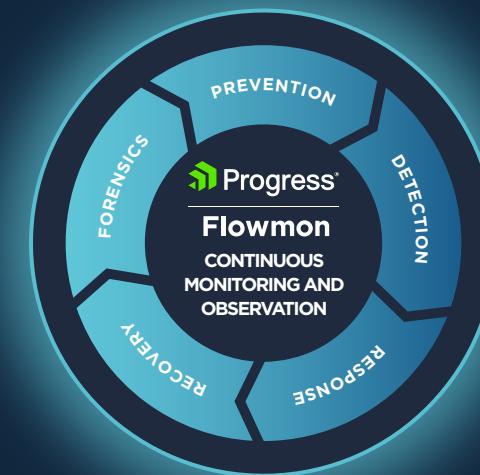 PREVENTION
DETECTION
RESPONSE
RECOVERY
FORENSICS
Progress®
Flowmon
CONTINUOUS
MONITORING AND
OBSERVATION